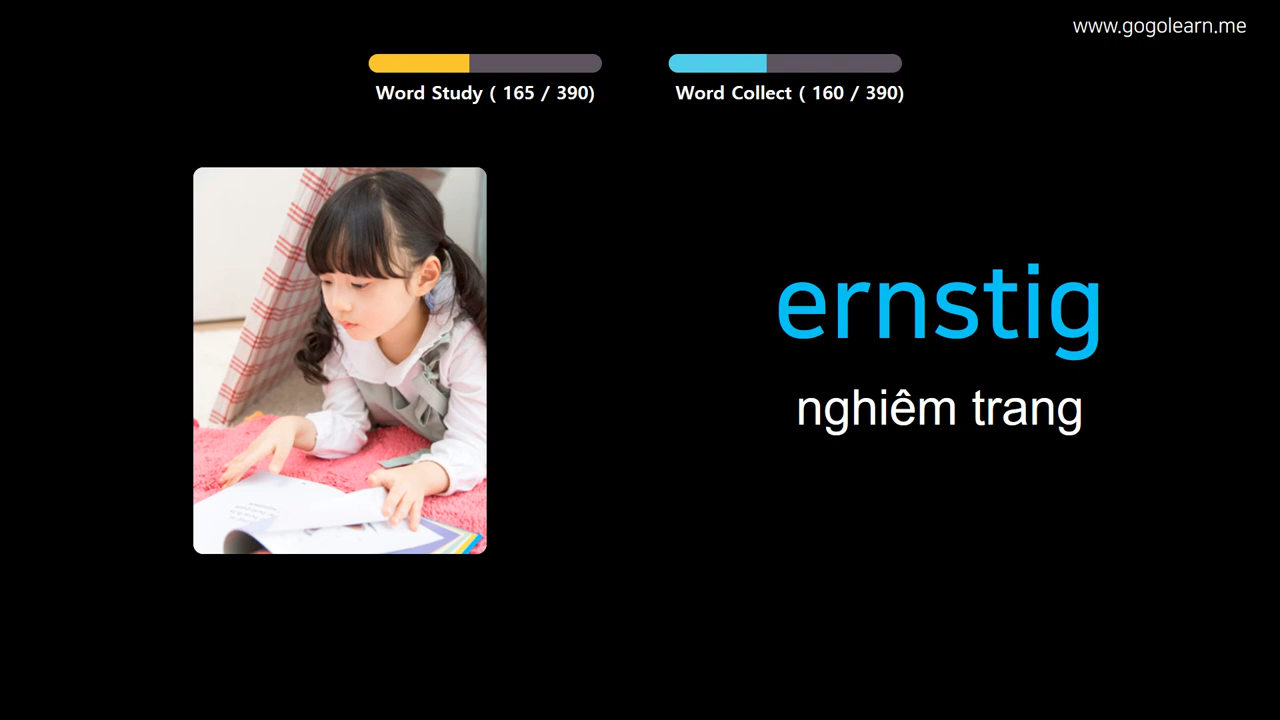 www.gogolearn.me
Word Study ( 165 / 390)
Word Collect ( 160 / 390)
ernstig
nghiêm trang